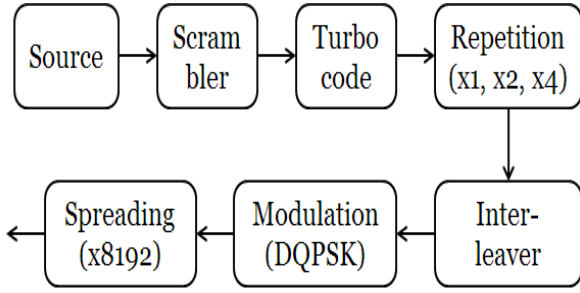 Source
Scram
bler
Turbo
code
Repetition
(x1, x2, x4)
Inter-
leaver
Modulation
(DQPSK)
Spreading
(x8192)